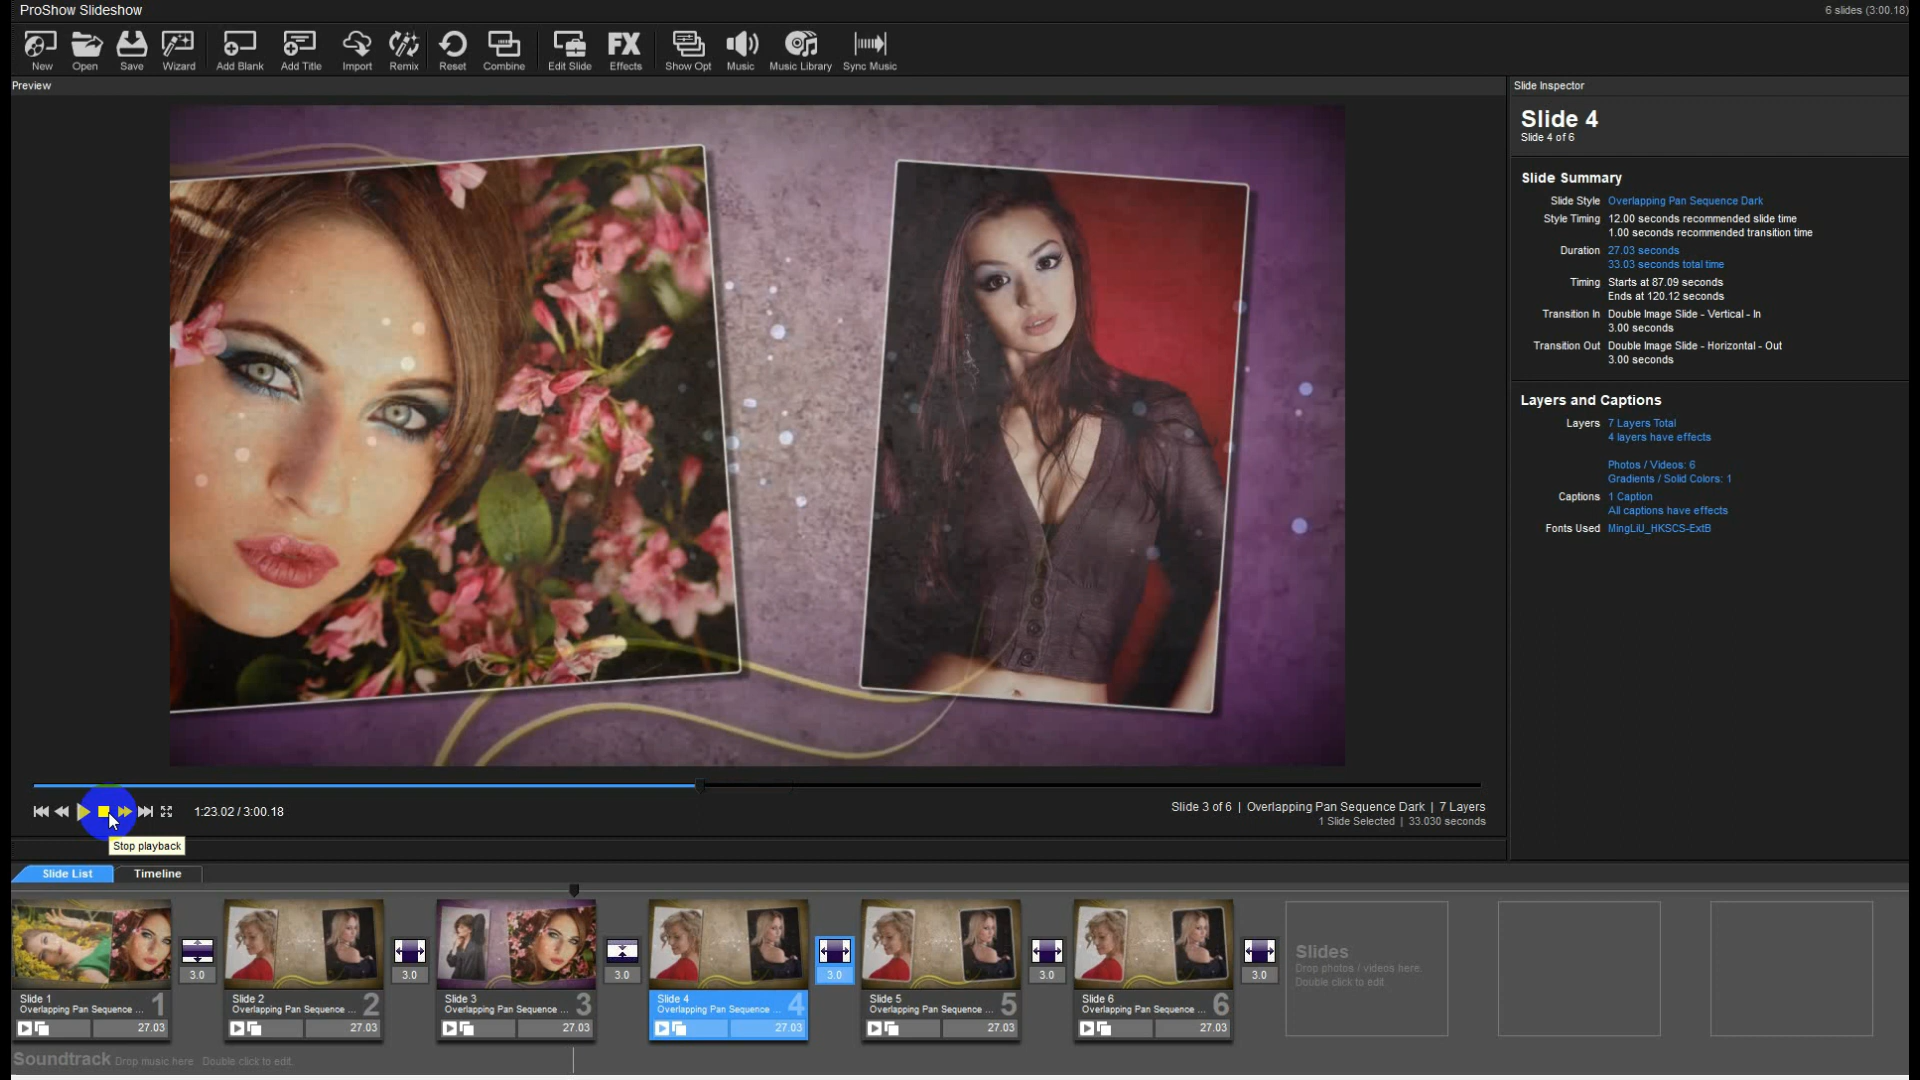 ProShow Slideshow
6 slides (3:00.18)
New Open Save Wizard Add Blank Add Title Import Remix Reset Combine Edit Slide Effects Show Opt Music Music Library Sync Music
FX
Preview
Slide Inspector
Slide 4
Slide 4 of 6
Slide Summary
Slide Style Overlapping Pan Sequence Dark
Style Timing 12.00 seconds recommended slide time
1.00 seconds recommended transition time
Duration 27.03 seconds
33.03 seconds total time
Timing Starts at 87.09 seconds
Ends at 120.12 seconds
Transition In Double Image Slide - Vertical - In
3.00 seconds
Transition Out Double Image Slide - Horizontal - Out
3.00 seconds
Layers and Captions
Layers 7 Layers Total
4 layers have effects
Photos / Videos: 6
Gradients / Solid Colors: 1
Captions 1 Caption
All captions have effects
Fonts Used MingLiU_HKSCS-ExtB
1:23.02 / 3:00.18
Slide 3 of 6 | Overlapping Pan Sequence Dark | 7 Layers
1 Slide Selected | 33.030 seconds
Stop playback
Slide List Timeline
3.0 3.0 3.0 3.0 3.0 3.0
Slides
Drop photos / videos here.
Double click to edit.
Slide 1 Slide 2 Slide 3 Slide 4 Slide 5 Slide 6
Overlapping Pan Sequence ... 1 Overlapping Pan Sequence ... 2 Overlapping Pan Sequence ... 3 Overlapping Pan Sequence ... 4 Overlapping Pan Sequence ... 5 Overlapping Pan Sequence ... 6
27.03 27.03 27.03 27.03 27.03 27.03
Soundtrack Drop music here. Double click to edit.